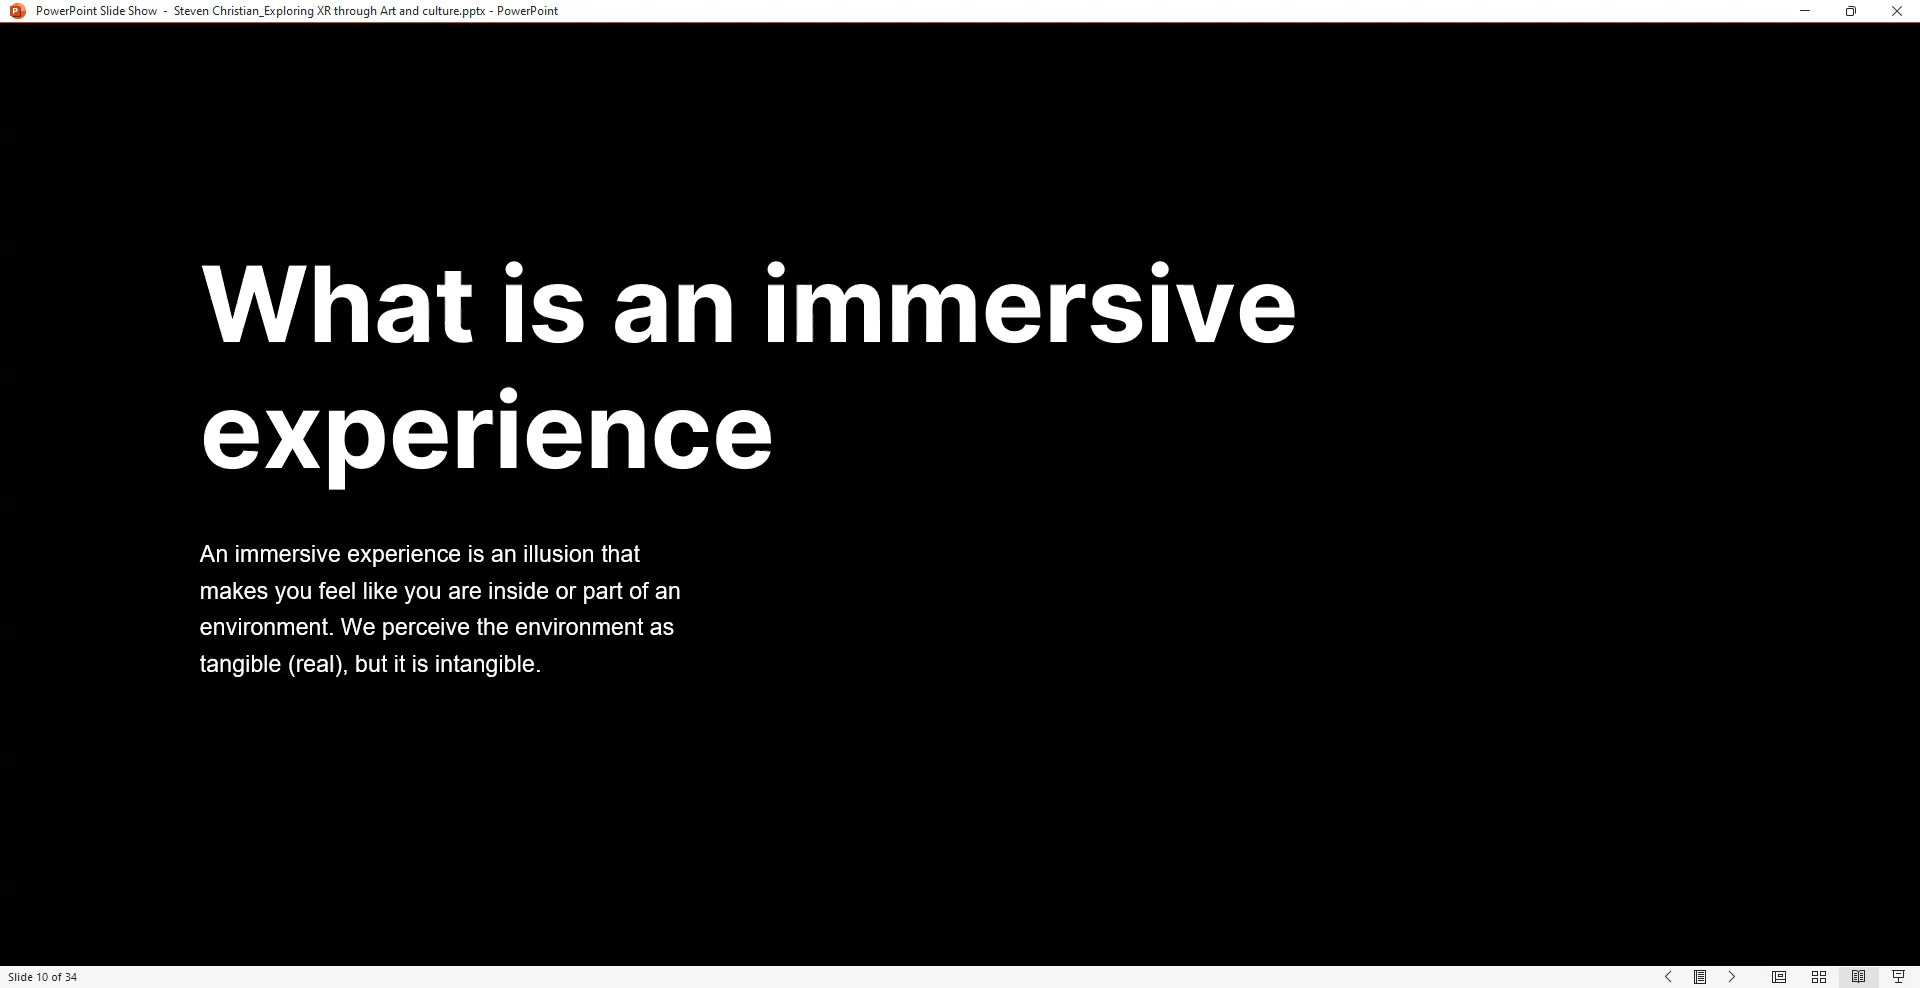 PowerPoint Slide Show - Steven Christian_Exploring XR through Art and culture.pptx - PowerPoint
What is an immersive
experience
An immersive experience is an illusion that
makes you feel like you are inside or part of an
environment. We perceive the environment as
tangible (real), but it is intangible.
Slide 10 of 34